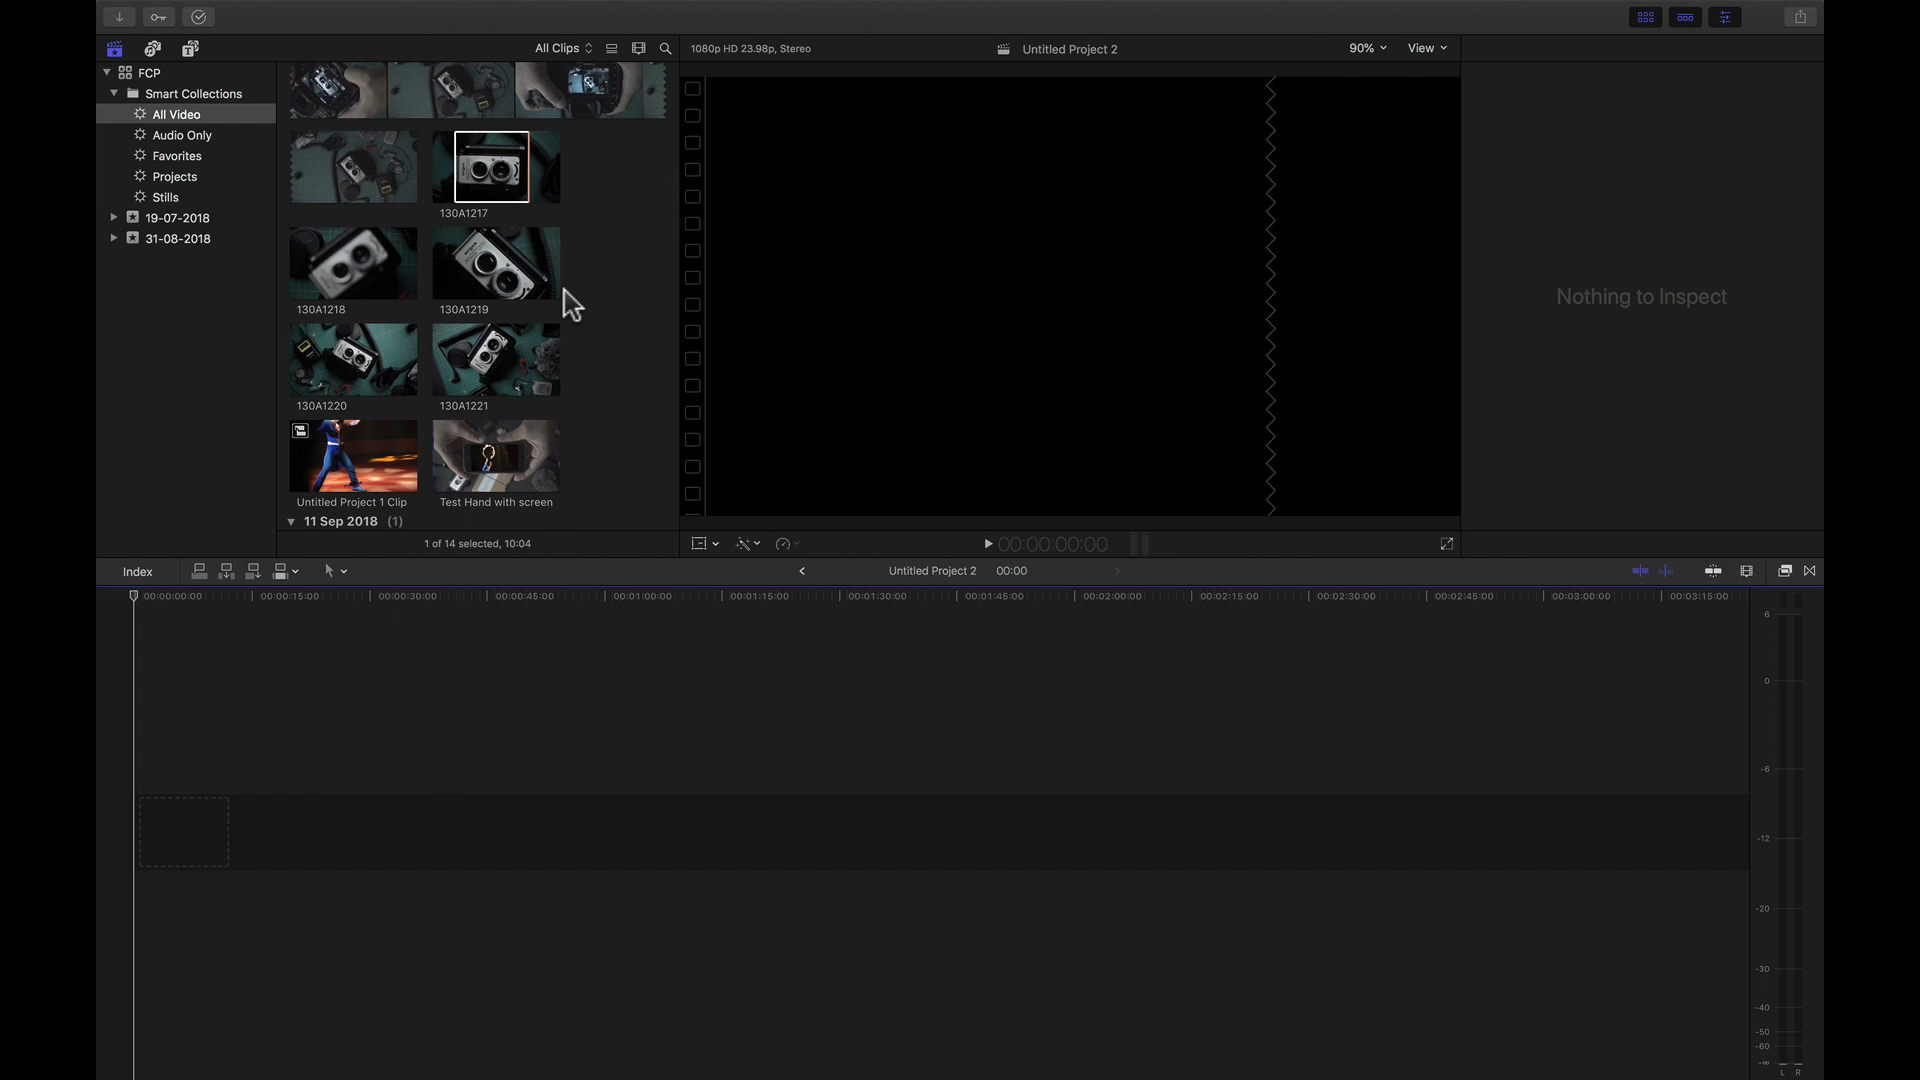 All Clips
1080p HD 23.98p, Stereo
Untitled Project 2
90%
View
FCP
Smart Collections
All Video
Audio Only
Favorites
Projects
Stills
19-07-2018
31-08-2018
130A1217
130A1218
130A1219
130A1220
130A1221
Untitled Project 1 Clip
Test Hand with screen
11 Sep 2018 (1)
1 of 14 selected, 10:04
Nothing to Inspect
00:00:00:00
Index
Untitled Project 2
00:00
00:00:00:00
00:00:15:00
00:00:30:00
00:00:45:00
00:01:00:00
00:01:15:00
00:01:30:00
00:01:45:00
00:02:00:00
00:02:15:00
00:02:30:00
00:02:45:00
00:03:00:00
00:03:15:00
6
0
-6
-12
-20
-30
-40
-50
-60
-∞
L R